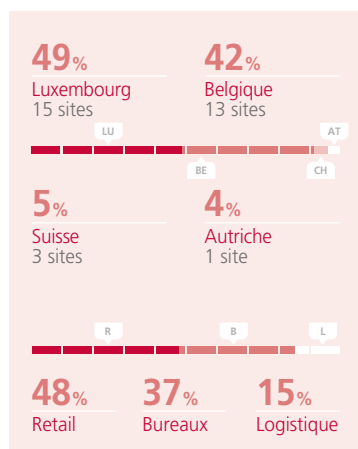 49% 42%
Luxembourg Belgique
15 sites 13 sites
LU AT
BE CH
5% 4%
Suisse Autriche
3 sites 1 site
R B L
48% 37% 15%
Retail Bureaux Logistique